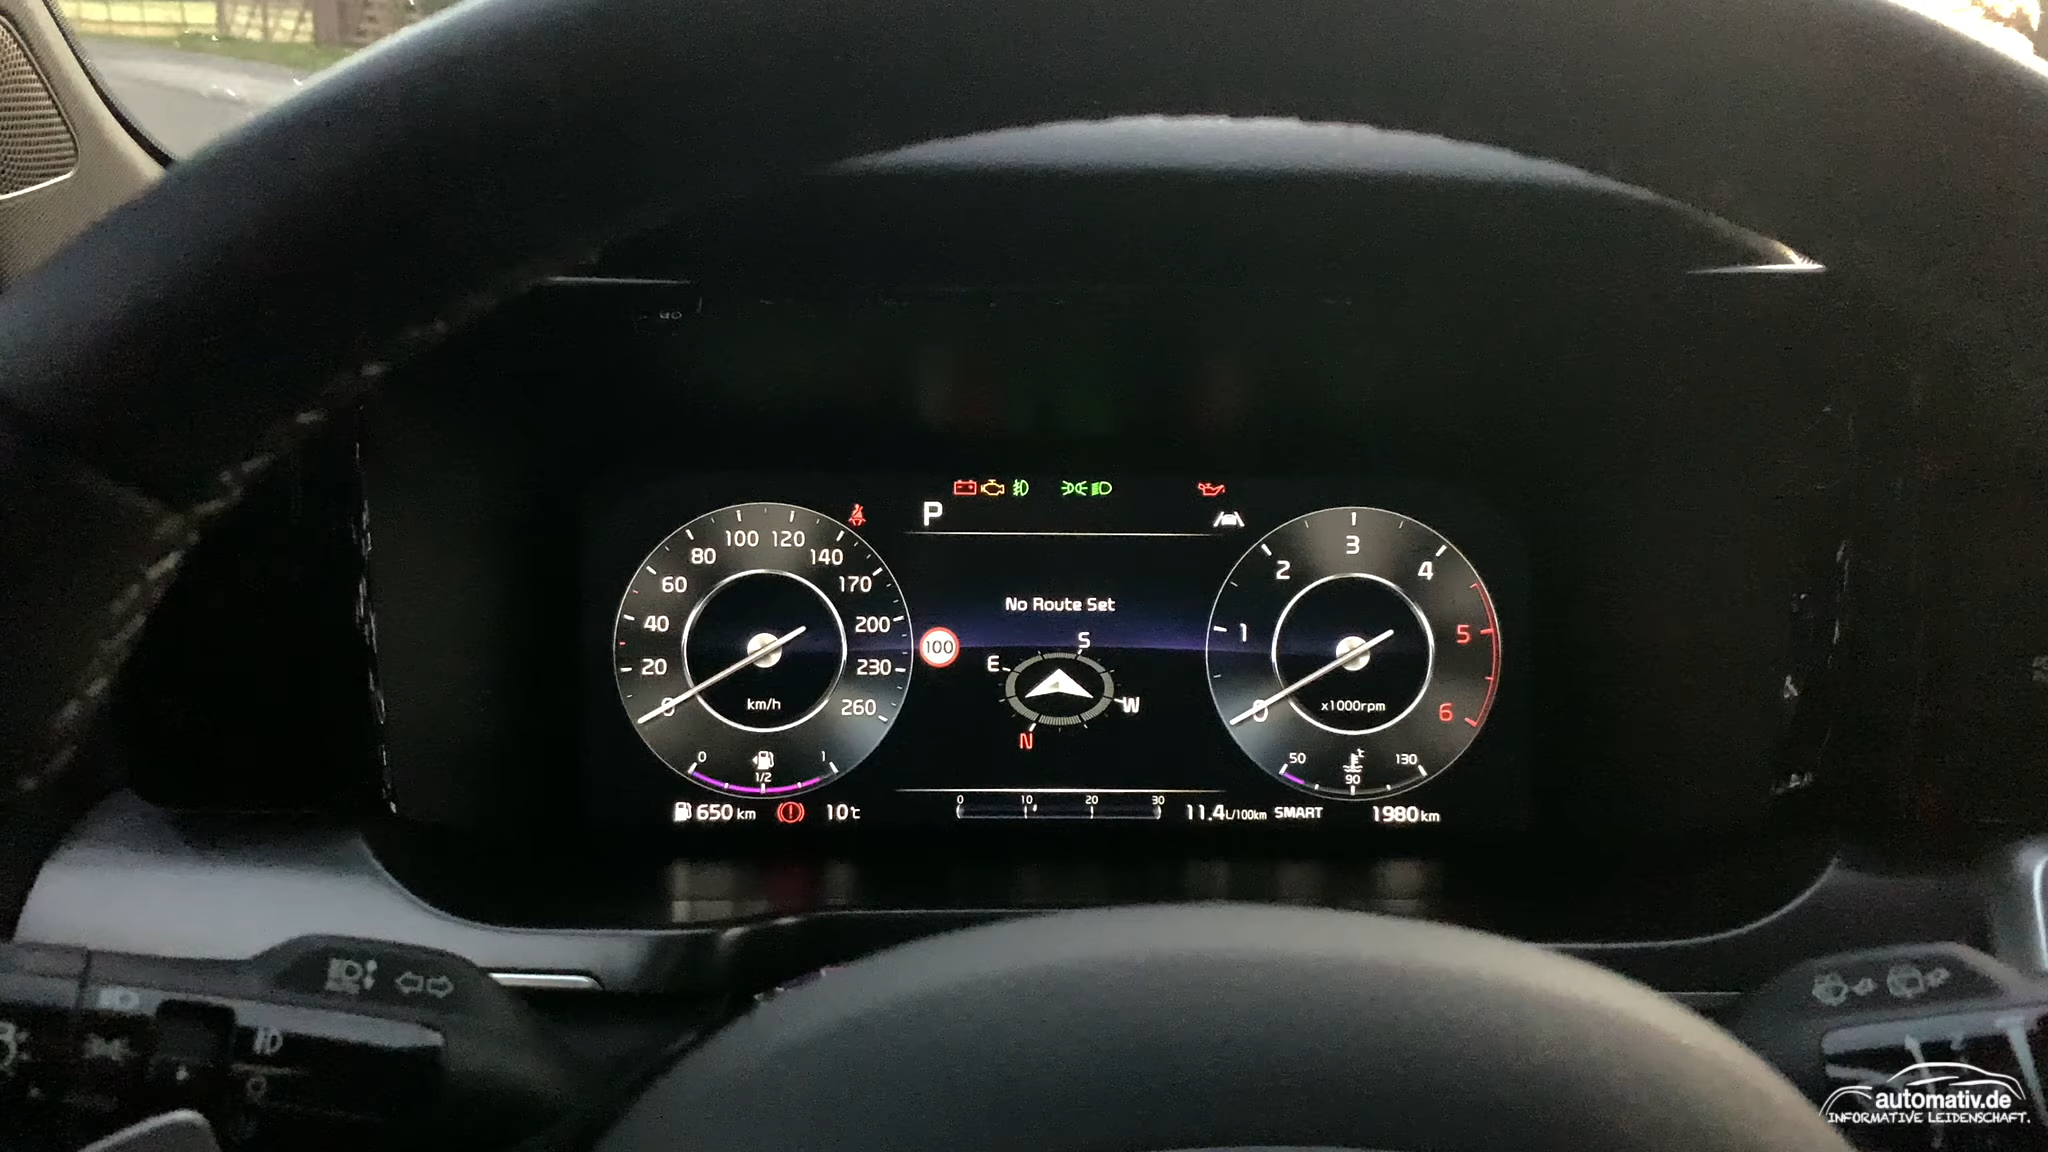 P
No Route Set
S
E
W
N
100
0
20
40
60
80
100
120
140
170
200
230
260
km/h
0
1/2
1
0
1
2
3
4
5
6
x1000rpm
50
90
130
650 km
10℃
0 10 20 30
11.4L/100km
SMART
1980 km
automativ.de
INFORMATIVE LEIDENSCHAFT.